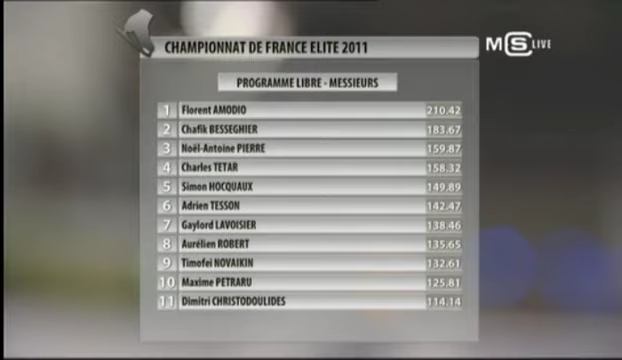 CHAMPIONNAT DE FRANCE ELITE 2011
MCS LIVE
PROGRAMME LIBRE - MESSIEURS
1 Florent AMODIO 210.42
2 Chafik BESSEGHIER 183.67
3 Noël-Antoine PIERRE 159.87
4 Charles TETAR 158.32
5 Simon HOCQUAUX 149.89
6 Adrien TESSON 142.47
7 Gaylord LAVOISIER 138.46
8 Aurélien ROBERT 135.65
9 Timofei NOVAIKIN 132.61
10 Maxime PETRARU 125.81
11 Dimitri CHRISTODOULIDES 114.14